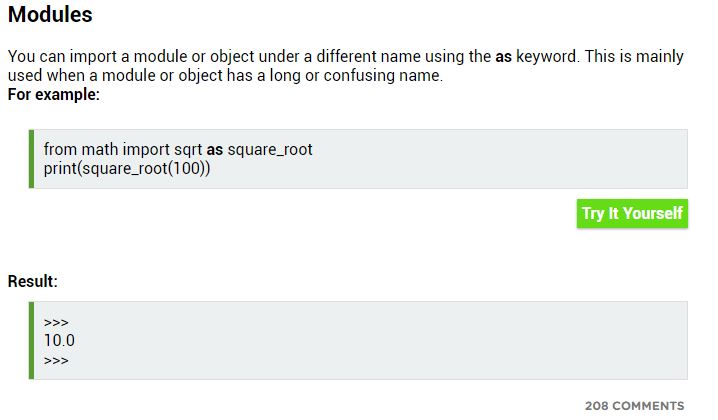 Modules
You can import a module or object under a different name using the as keyword. This is mainly
used when a module or object has a long or confusing name.
For example:
from math import sqrt as square_root
print(square_root(100))
Try It Yourself
Result:
>>>
10.0
>>>
208 COMMENTS